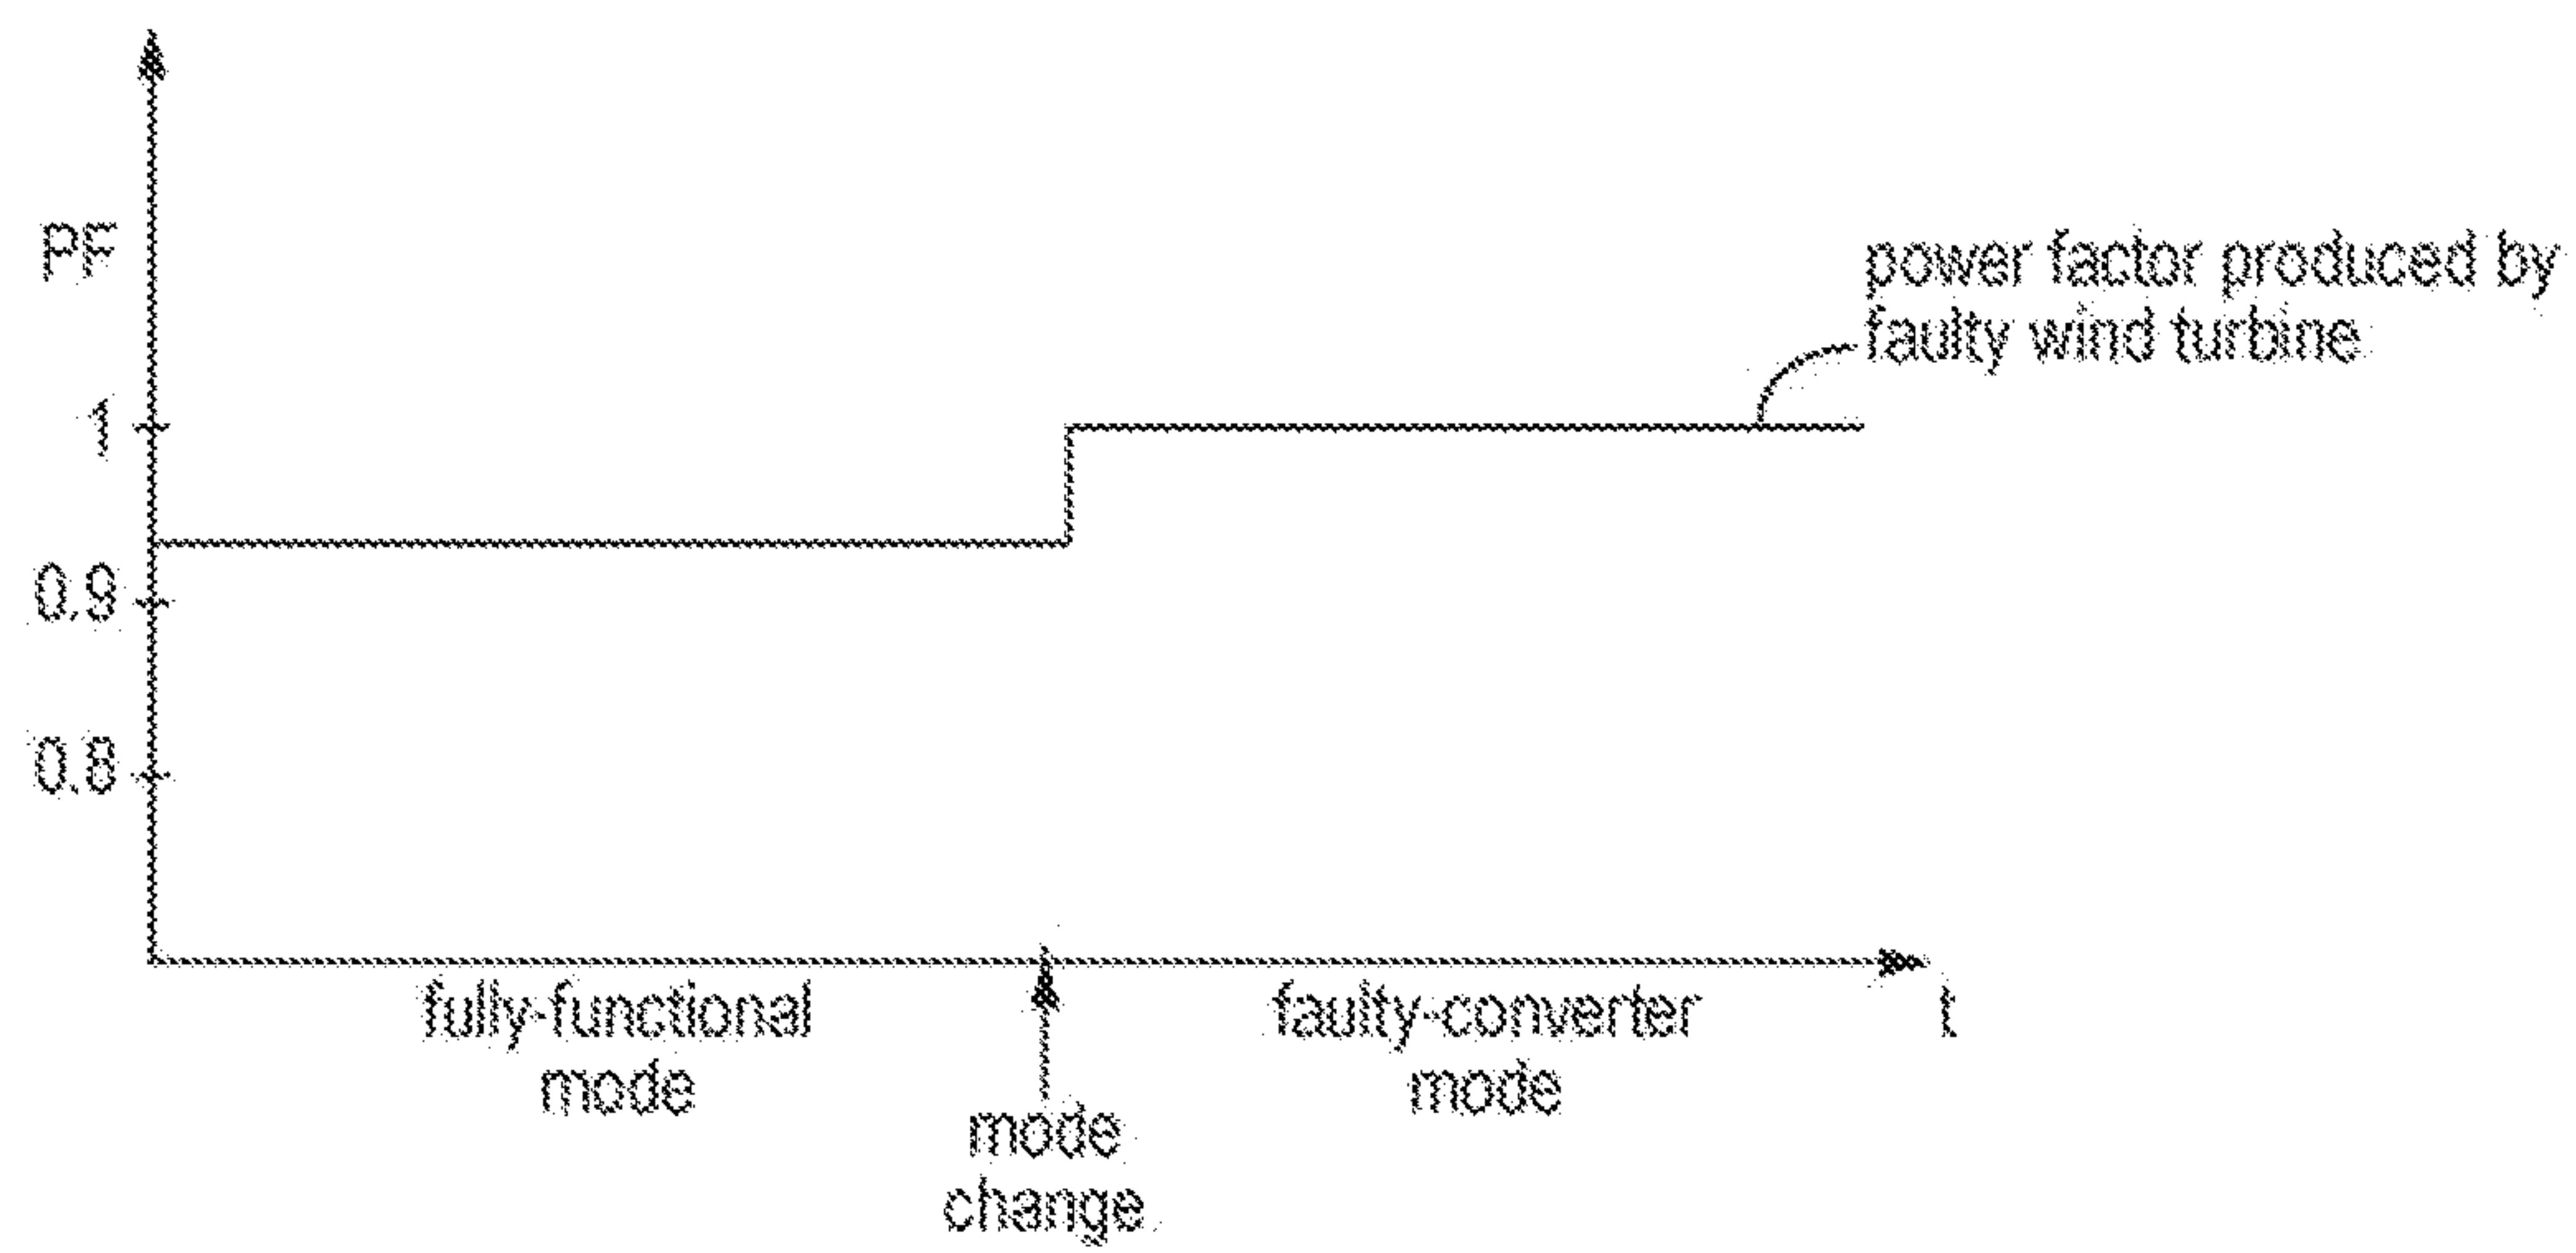 PF
power factor produced by
faulty wind turbine
1
0.9
0.8
fully-functional
mode
faulty-converter
mode
t
mode
change